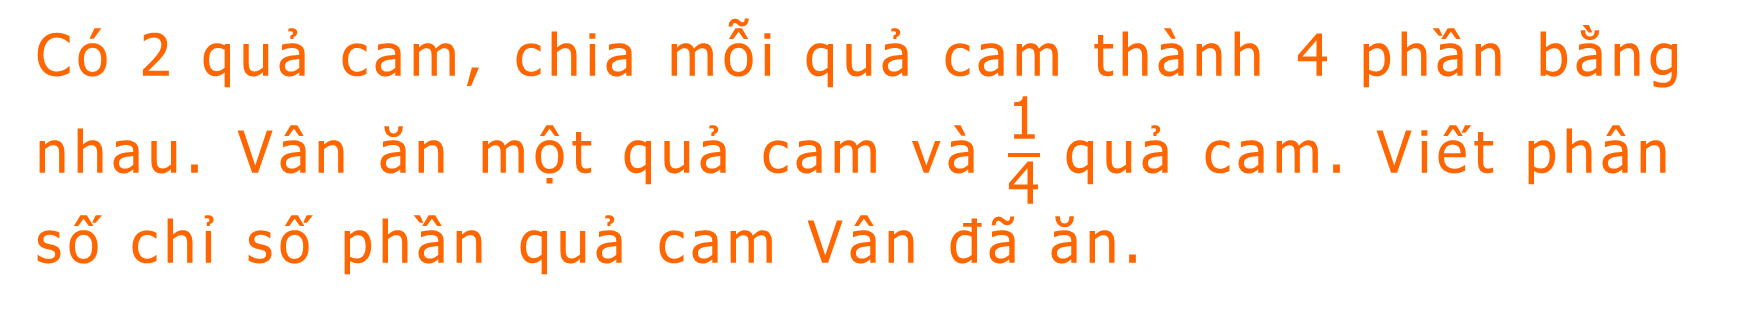 Có 2 quả cam, chia mỗi quả cam thành 4 phần bằng
nhau. Vân ăn một quả cam và 1/4 quả cam. Viết phân
số chỉ số phần quả cam Vân đã ăn.